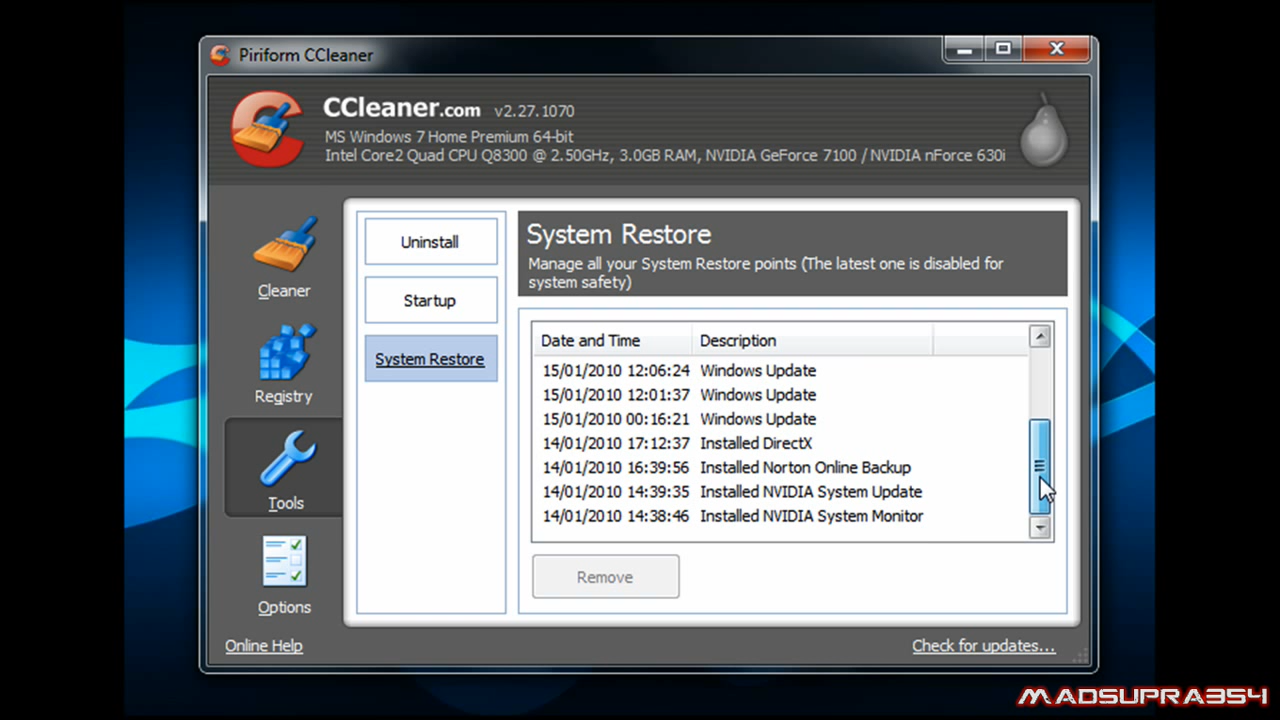 Piriform CCleaner
CCleaner.com v2.27.1070
MS Windows 7 Home Premium 64-bit
Intel Core2 Quad CPU Q8300 @ 2.50GHz, 3.0GB RAM, NVIDIA GeForce 7100 / NVIDIA nForce 630i
Cleaner
Registry
Tools
Options
Uninstall
Startup
System Restore
System Restore
Manage all your System Restore points (The latest one is disabled for
system safety)
Date and Time Description
15/01/2010 12:06:24 Windows Update
15/01/2010 12:01:37 Windows Update
15/01/2010 00:16:21 Windows Update
14/01/2010 17:12:37 Installed DirectX
14/01/2010 16:39:56 Installed Norton Online Backup
14/01/2010 14:39:35 Installed NVIDIA System Update
14/01/2010 14:38:46 Installed NVIDIA System Monitor
Remove
Online Help
Check for updates...
MADSUPRA354